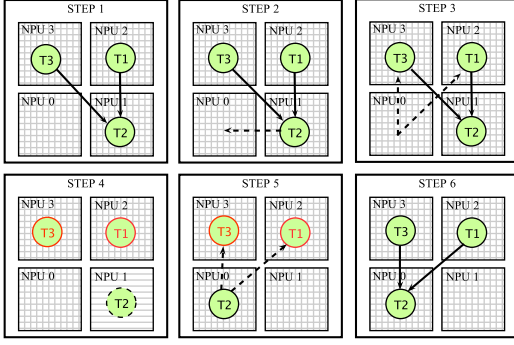 STEP 1
NPU 3
NPU 2
T3
T1
NPU 0
NPU 1
T2
STEP 2
NPU 3
NPU 2
T3
T1
NPU 0
NPU 1
T2
STEP 3
NPU 3
NPU 2
T3
T1
NPU 0
NPU 1
T2
STEP 4
NPU 3
NPU 2
T3
T1
NPU 0
NPU 1
T2
STEP 5
NPU 3
NPU 2
T3
T1
NPU 0
NPU 1
T2
STEP 6
NPU 3
NPU 2
T3
T1
NPU 0
NPU 1
T2